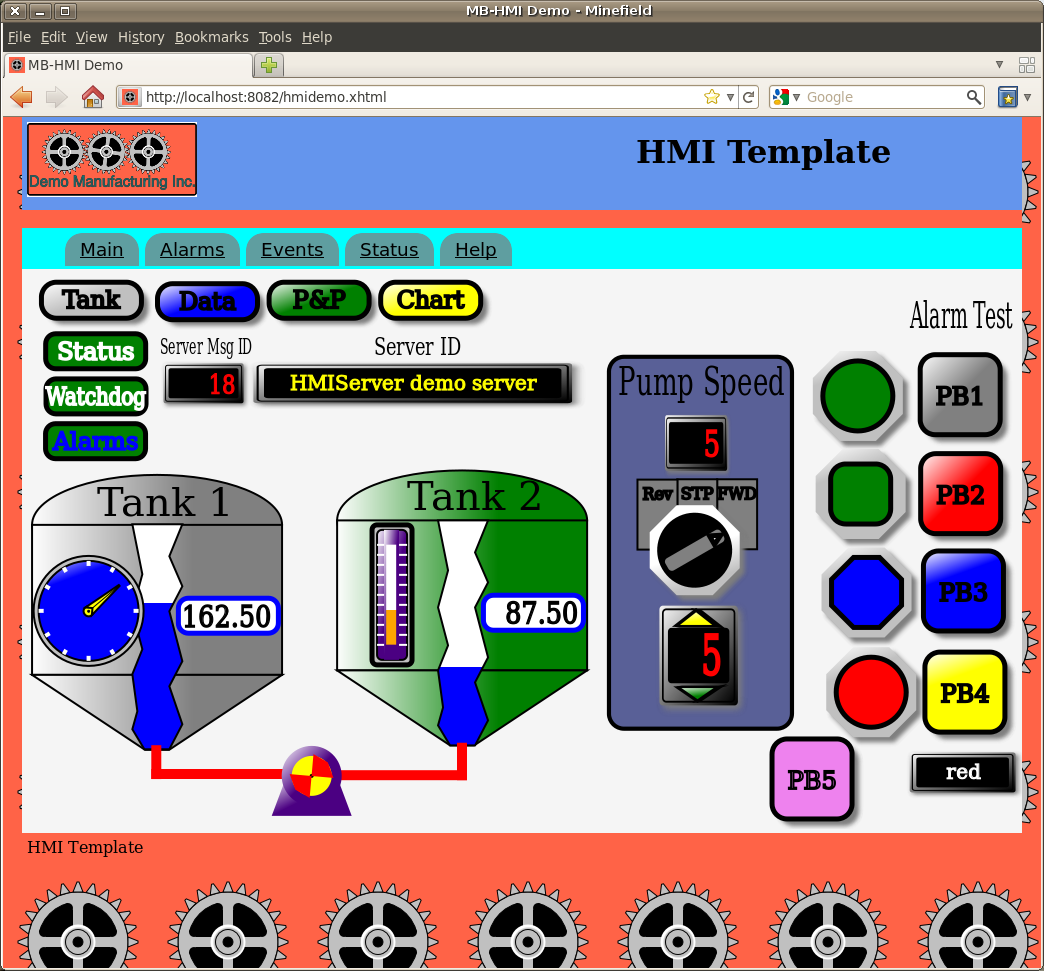 MB-HMI Demo - Minefield
File Edit View History Bookmarks Tools Help
MB-HMI Demo
http://localhost:8082/hmidemo.xhtml
Google
Demo Manufacturing Inc.
HMI Template
Main Alarms Events Status Help
Tank Data P&P Chart
Alarm Test
Status
Server Msg ID Server ID
Watchdog
18 HMIServer demo server
Alarms
Pump Speed
5
Rev STP FWD
5
PB1
PB2
PB3
PB4
PB5
red
Tank 1
162.50
Tank 2
87.50
HMI Template